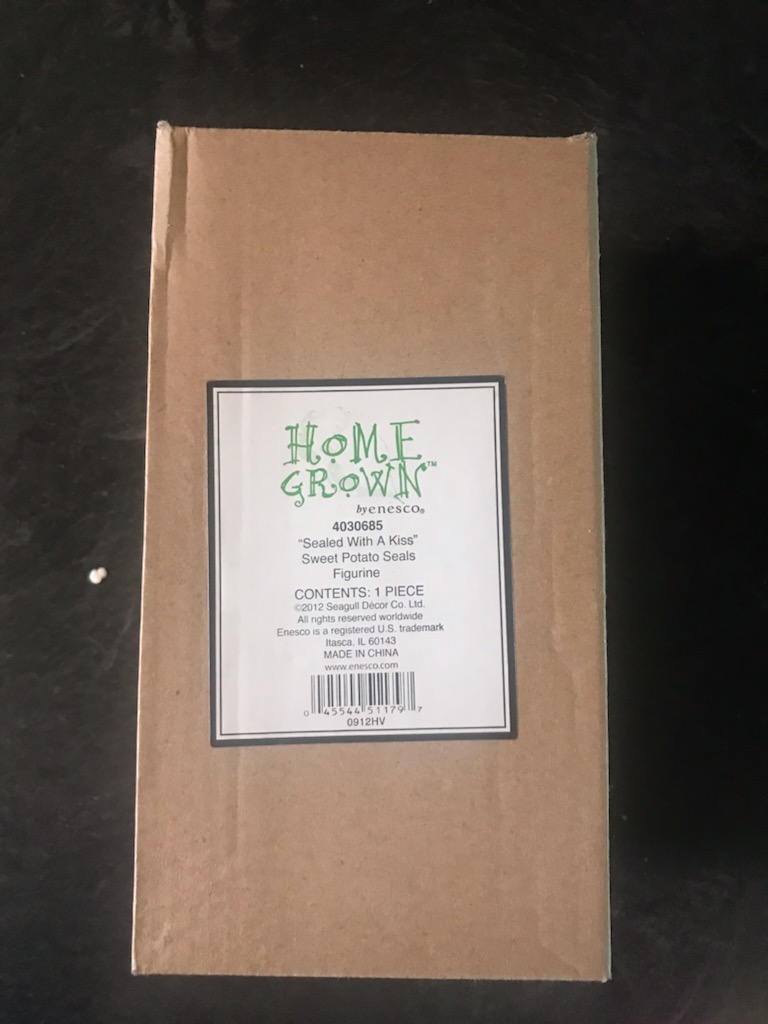 HOME
GROWN™
by enesco®
4030685
"Sealed With A Kiss"
Sweet Potato Seals
Figurine
CONTENTS: 1 PIECE
©2012 Seagull Décor Co. Ltd.
All rights reserved worldwide
Enesco is a registered U.S. trademark
Itasca, IL 60143
MADE IN CHINA
www.enesco.com
0 45544 51179 7
0912HV